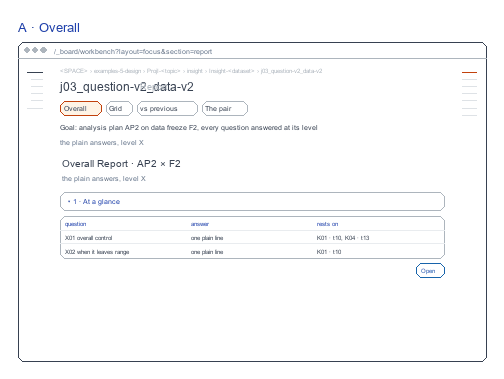 A · Overall
/_board/workbench?layout=focus&section=report
<SPACE> › examples-5-design › Proji-<topic> › insight › insight-<dataset> › j03_question-v2_data-v2
j03_question-v2_data-v2
Overall Grid vs previous The pair
Goal: analysis plan AP2 on data freeze F2, every question answered at its level
the plain answers, level X
Overall Report · AP2 × F2
the plain answers, level X
• 1 · At a glance
question answer rests on
X01 overall control one plain line K01 · t10, K04 · t13
X02 when it leaves range one plain line K01 · t10
Open